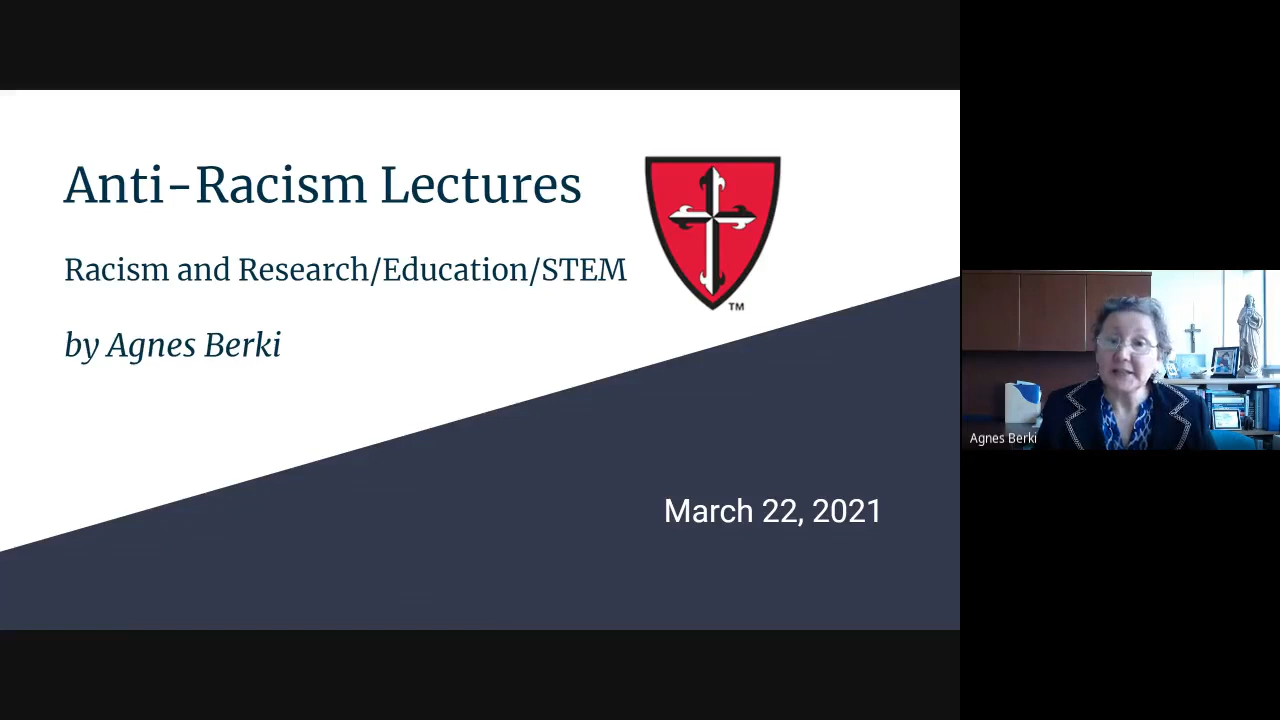 Anti-Racism Lectures
Racism and Research/Education/STEM
by Agnes Berki
TM
March 22, 2021
Agnes Berki